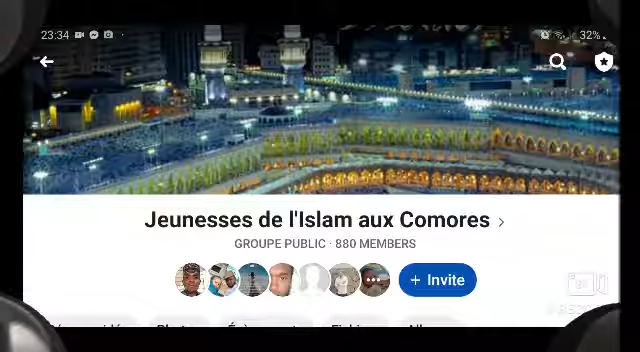 23:34
32%
Jeunesses de l'Islam aux Comores
GROUPE PUBLIC · 880 MEMBERS
+ Invite